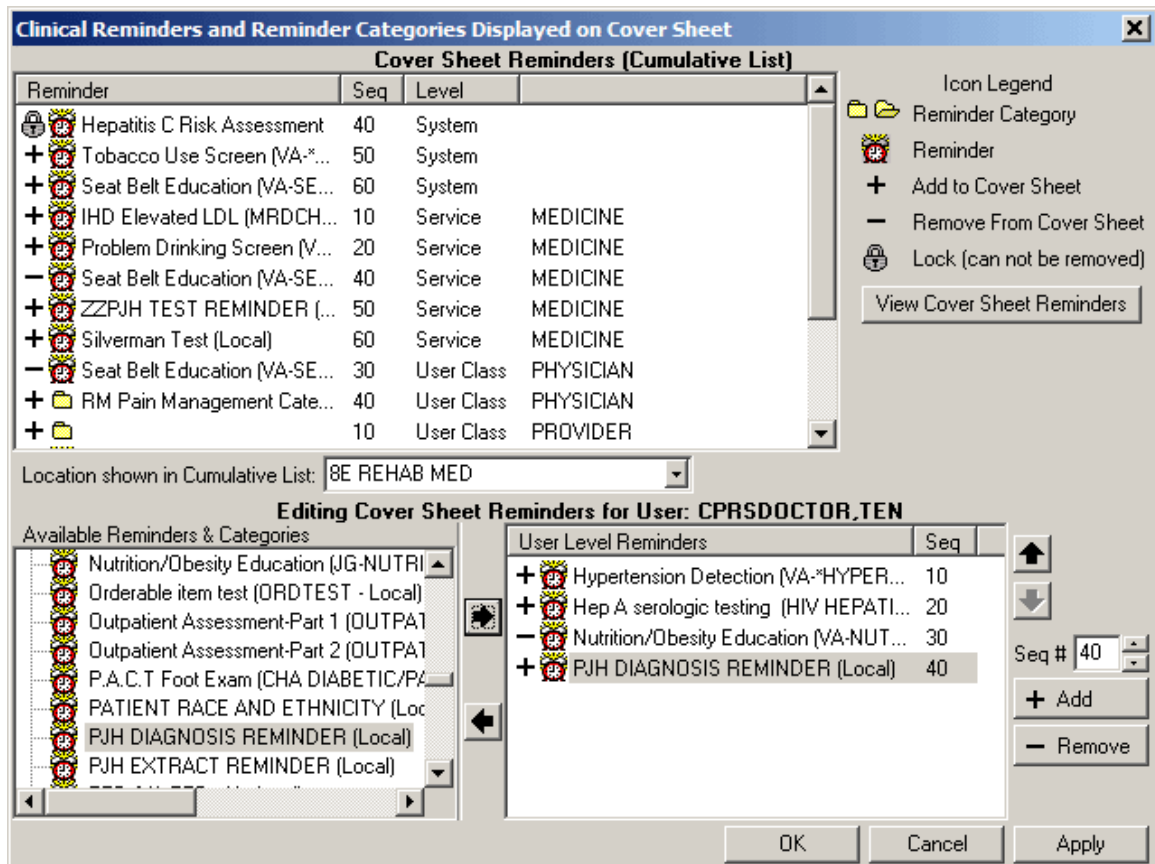 Clinical Reminders and Reminder Categories Displayed on Cover Sheet
Cover Sheet Reminders (Cumulative List)
Reminder Seq Level
Hepatitis C Risk Assessment 40 System
+ Tobacco Use Screen (VA-*... 50 System
+ Seat Belt Education (VA-SE... 60 System
+ IHD Elevated LDL (MRDCH... 10 Service MEDICINE
+ Problem Drinking Screen (V... 20 Service MEDICINE
− Seat Belt Education (VA-SE... 40 Service MEDICINE
+ ZZPJH TEST REMINDER (... 50 Service MEDICINE
+ Silverman Test (Local) 60 Service MEDICINE
− Seat Belt Education (VA-SE... 30 User Class PHYSICIAN
+ RM Pain Management Cate... 40 User Class PHYSICIAN
+ 10 User Class PROVIDER
Icon Legend
Reminder Category
Reminder
+ Add to Cover Sheet
− Remove From Cover Sheet
Lock (can not be removed)
View Cover Sheet Reminders
Location shown in Cumulative List: 8E REHAB MED
Editing Cover Sheet Reminders for User: CPRSDOCTOR,TEN
Available Reminders & Categories
Nutrition/Obesity Education (JG-NUTRI
Orderable item test (ORDTEST - Local)
Outpatient Assessment-Part 1 (OUTPAT
Outpatient Assessment-Part 2 (OUTPAT
P.A.C.T Foot Exam (CHA DIABETIC/PA
PATIENT RACE AND ETHNICITY (Loc
PJH DIAGNOSIS REMINDER (Local)
PJH EXTRACT REMINDER (Local)
User Level Reminders Seq
+ Hypertension Detection (VA-*HYPER... 10
+ Hep A serologic testing (HIV HEPATI... 20
− Nutrition/Obesity Education (VA-NUT... 30
+ PJH DIAGNOSIS REMINDER (Local) 40
Seq # 40
+ Add
− Remove
OK Cancel Apply